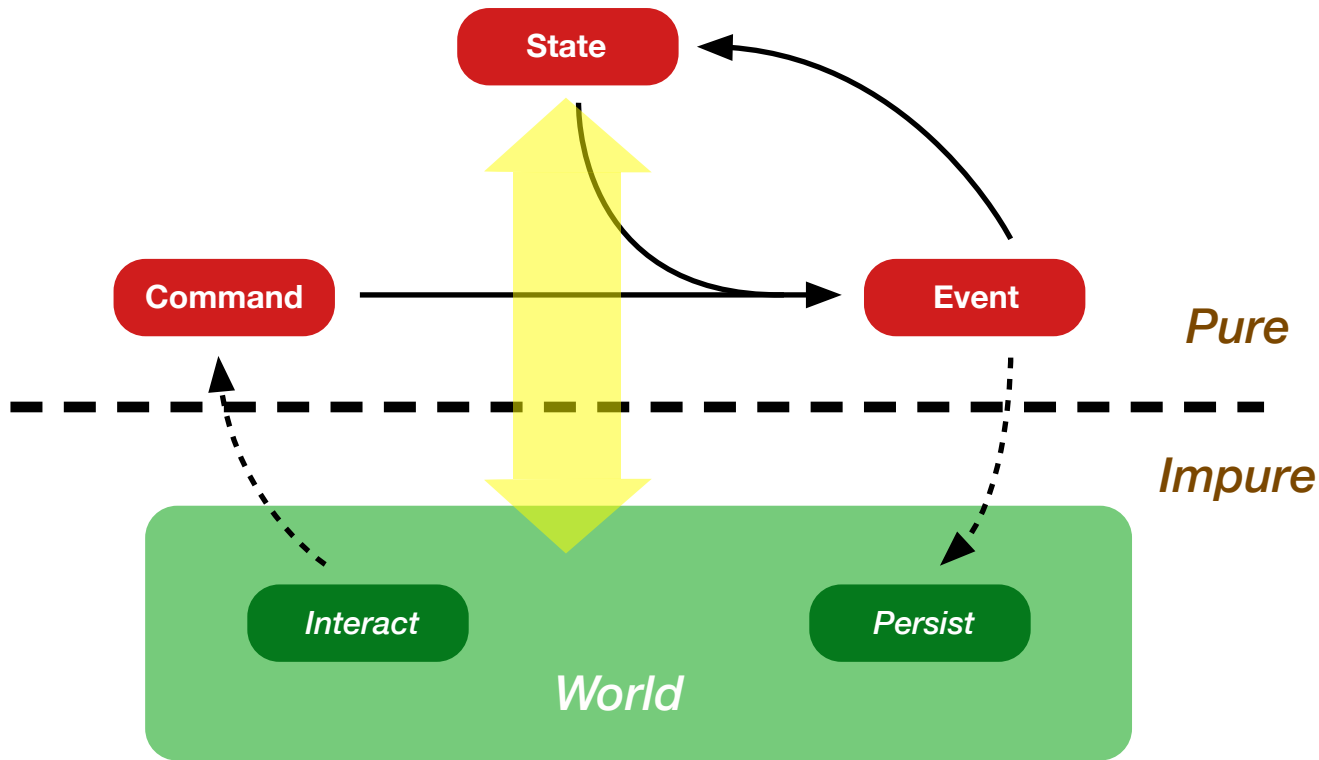 State
Command
Event
Pure
Impure
Interact
Persist
World